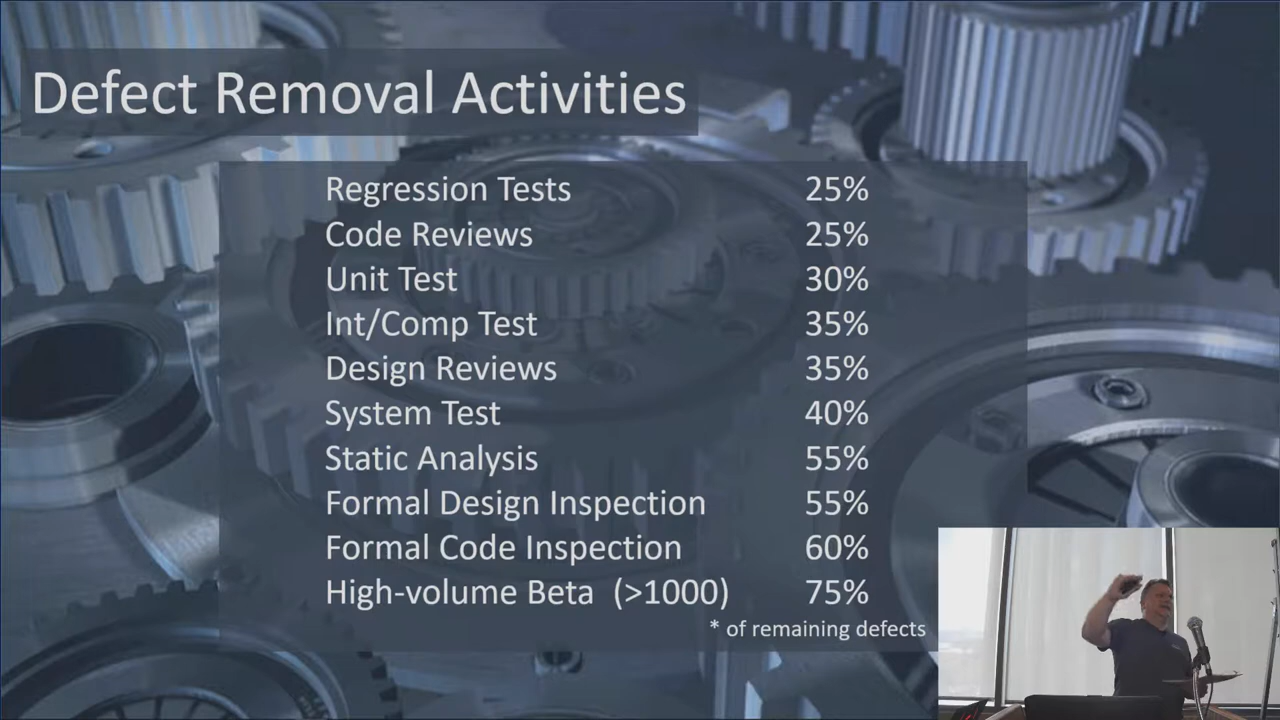 Defect Removal Activities
Regression Tests 25%
Code Reviews 25%
Unit Test 30%
Int/Comp Test 35%
Design Reviews 35%
System Test 40%
Static Analysis 55%
Formal Design Inspection 55%
Formal Code Inspection 60%
High-volume Beta (>1000) 75%
* of remaining defects